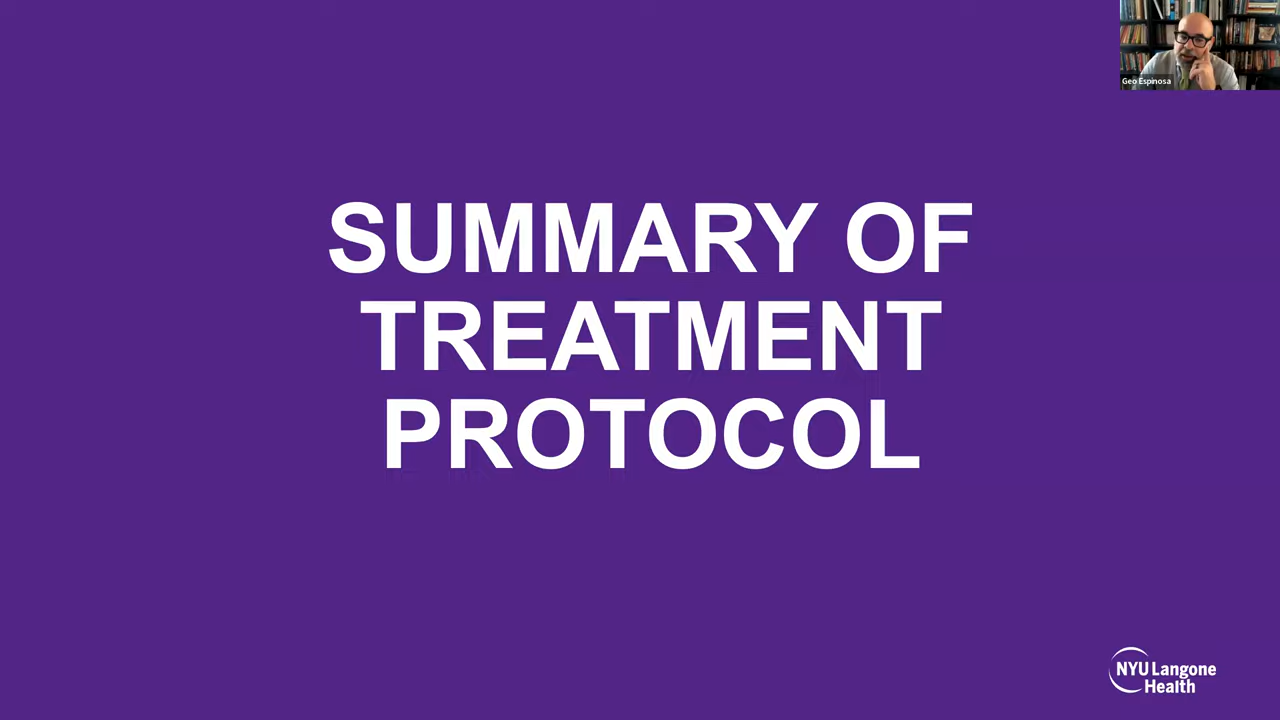 Geo Espinosa
SUMMARY OF
TREATMENT
PROTOCOL
NYU Langone
Health